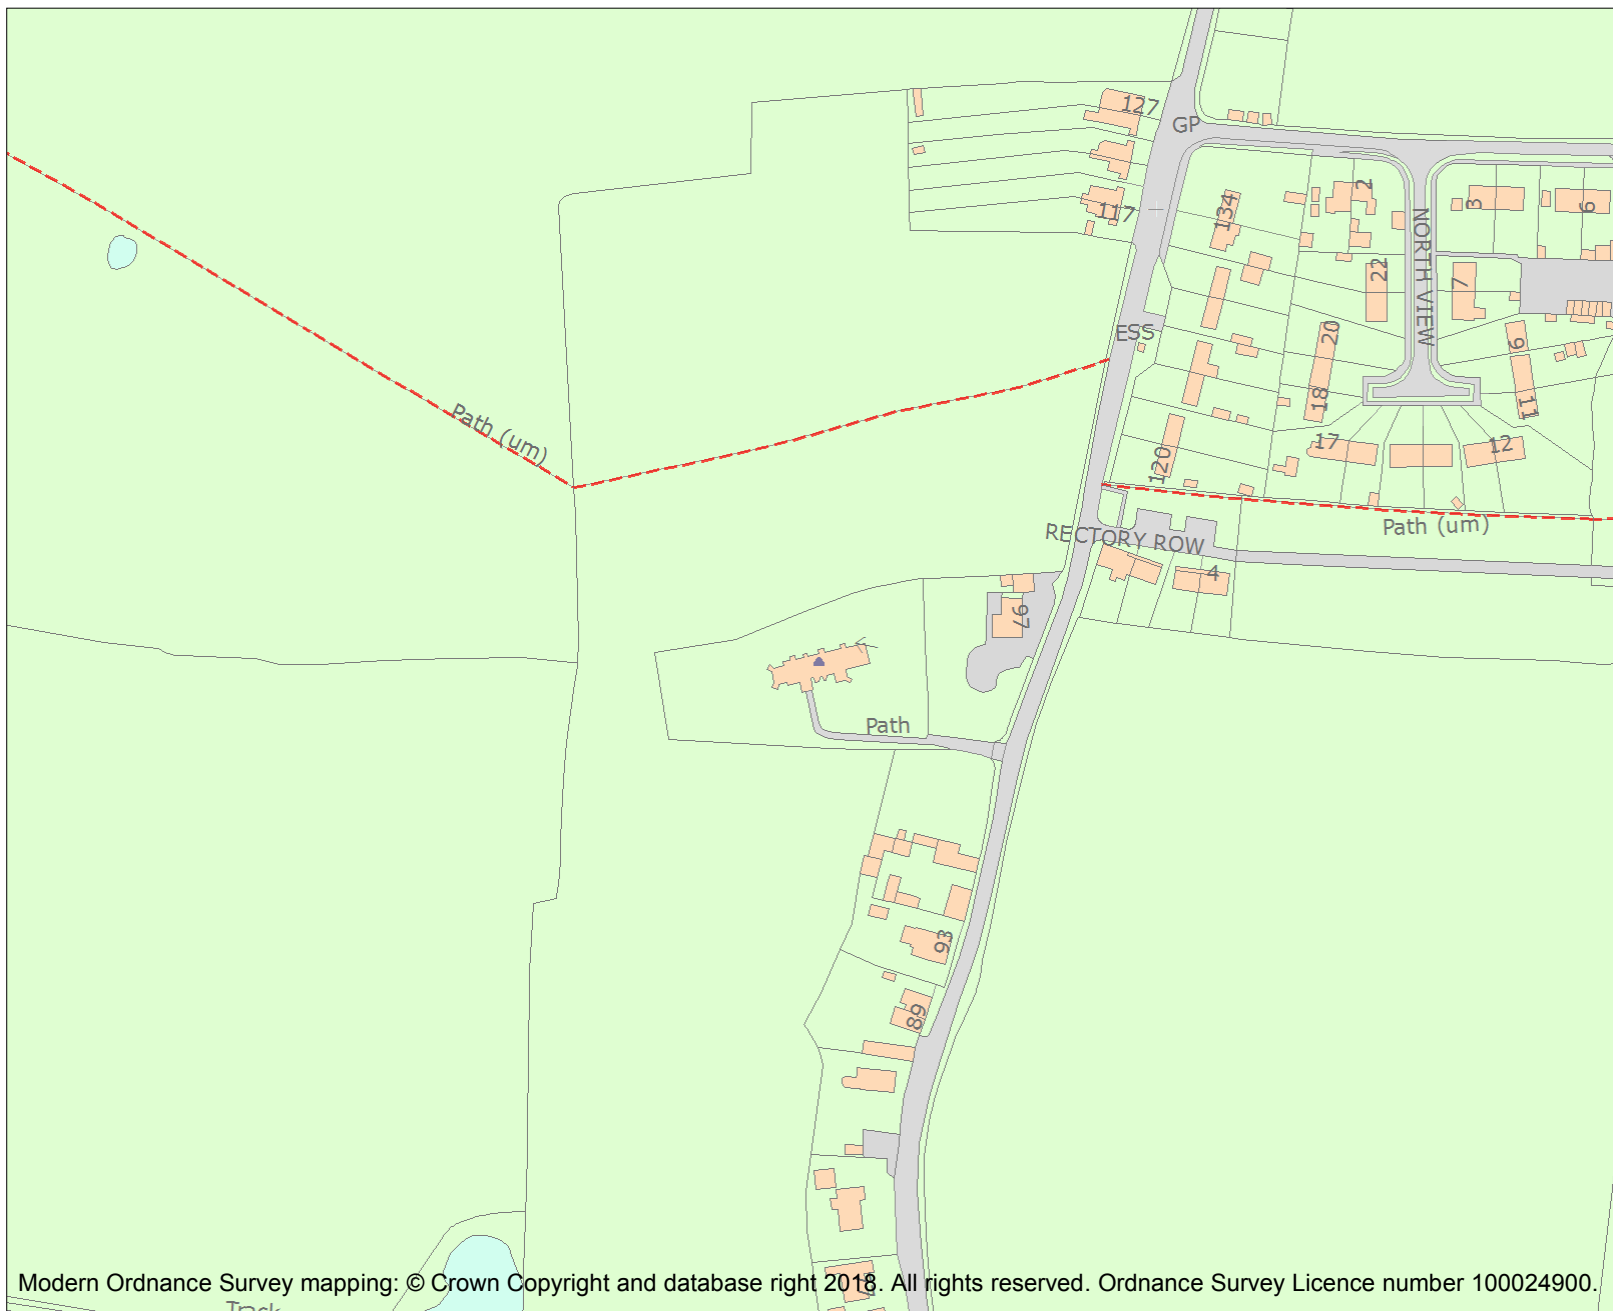 127
GP
117
134
2
3
6
NORTH VIEW
22
7
ESS
20
9
18
11
Path (um)
17
12
120
Path (um)
RECTORY ROW
4
97
Path
93
89
Modern Ordnance Survey mapping: © Crown Copyright and database right 2018. All rights reserved. Ordnance Survey Licence number 100024900.
Track